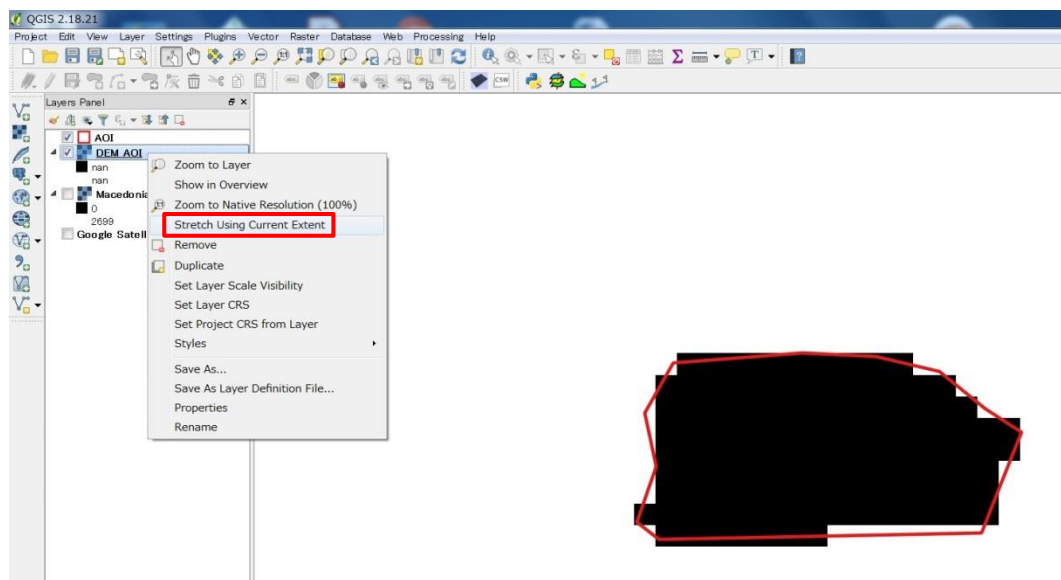 QGIS 2.18.21
Project Edit View Layer Settings Plugins Vector Raster Database Web Processing Help
CSW
Layers Panel
AOI
DEM AOI
nan
nan
Macedonia
0
2699
Google Satell
Zoom to Layer
Show in Overview
Zoom to Native Resolution (100%)
Stretch Using Current Extent
Remove
Duplicate
Set Layer Scale Visibility
Set Layer CRS
Set Project CRS from Layer
Styles
Save As...
Save As Layer Definition File...
Properties
Rename